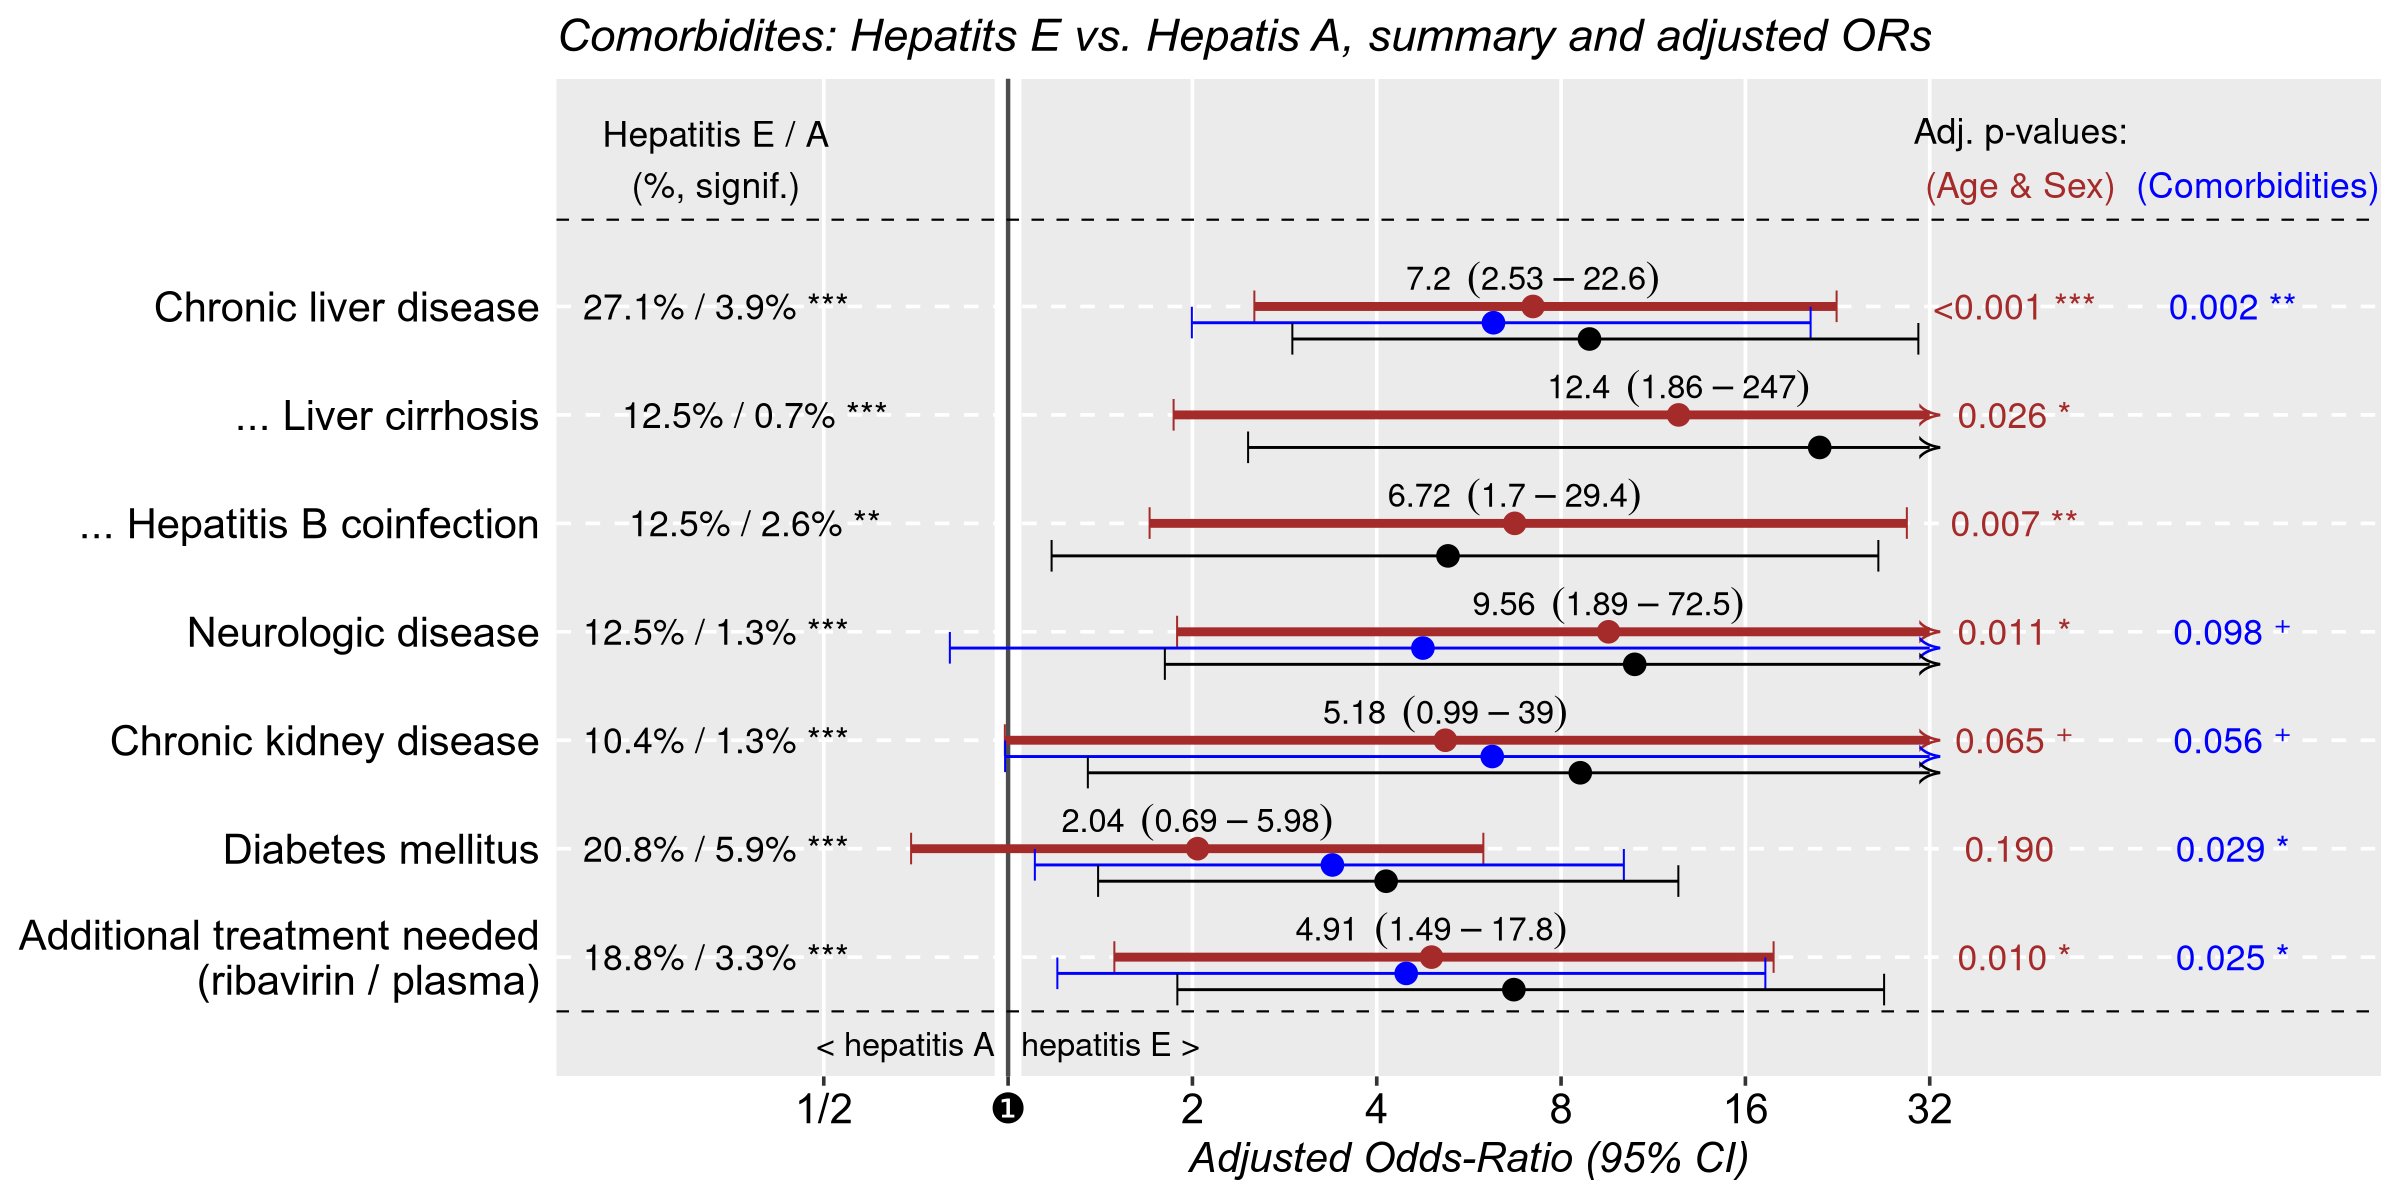 Comorbidites: Hepatits E vs. Hepatis A, summary and adjusted ORs
Hepatitis E / A
(%, signif.)
Adj. p-values:
(Age & Sex) (Comorbidities)
7.2 (2.53 – 22.6)
Chronic liver disease 27.1% / 3.9% *** <0.001 *** 0.002 **
12.4 (1.86 – 247)
... Liver cirrhosis 12.5% / 0.7% *** 0.026 *
6.72 (1.7 – 29.4)
... Hepatitis B coinfection 12.5% / 2.6% ** 0.007 **
9.56 (1.89 – 72.5)
Neurologic disease 12.5% / 1.3% *** 0.011 * 0.098 +
5.18 (0.99 – 39)
Chronic kidney disease 10.4% / 1.3% *** 0.065 + 0.056 +
2.04 (0.69 – 5.98)
Diabetes mellitus 20.8% / 5.9% *** 0.190 0.029 *
4.91 (1.49 – 17.8)
Additional treatment needed
(ribavirin / plasma) 18.8% / 3.3% *** 0.010 * 0.025 *
< hepatitis A hepatitis E >
1/2 ❶ 2 4 8 16 32
Adjusted Odds-Ratio (95% CI)